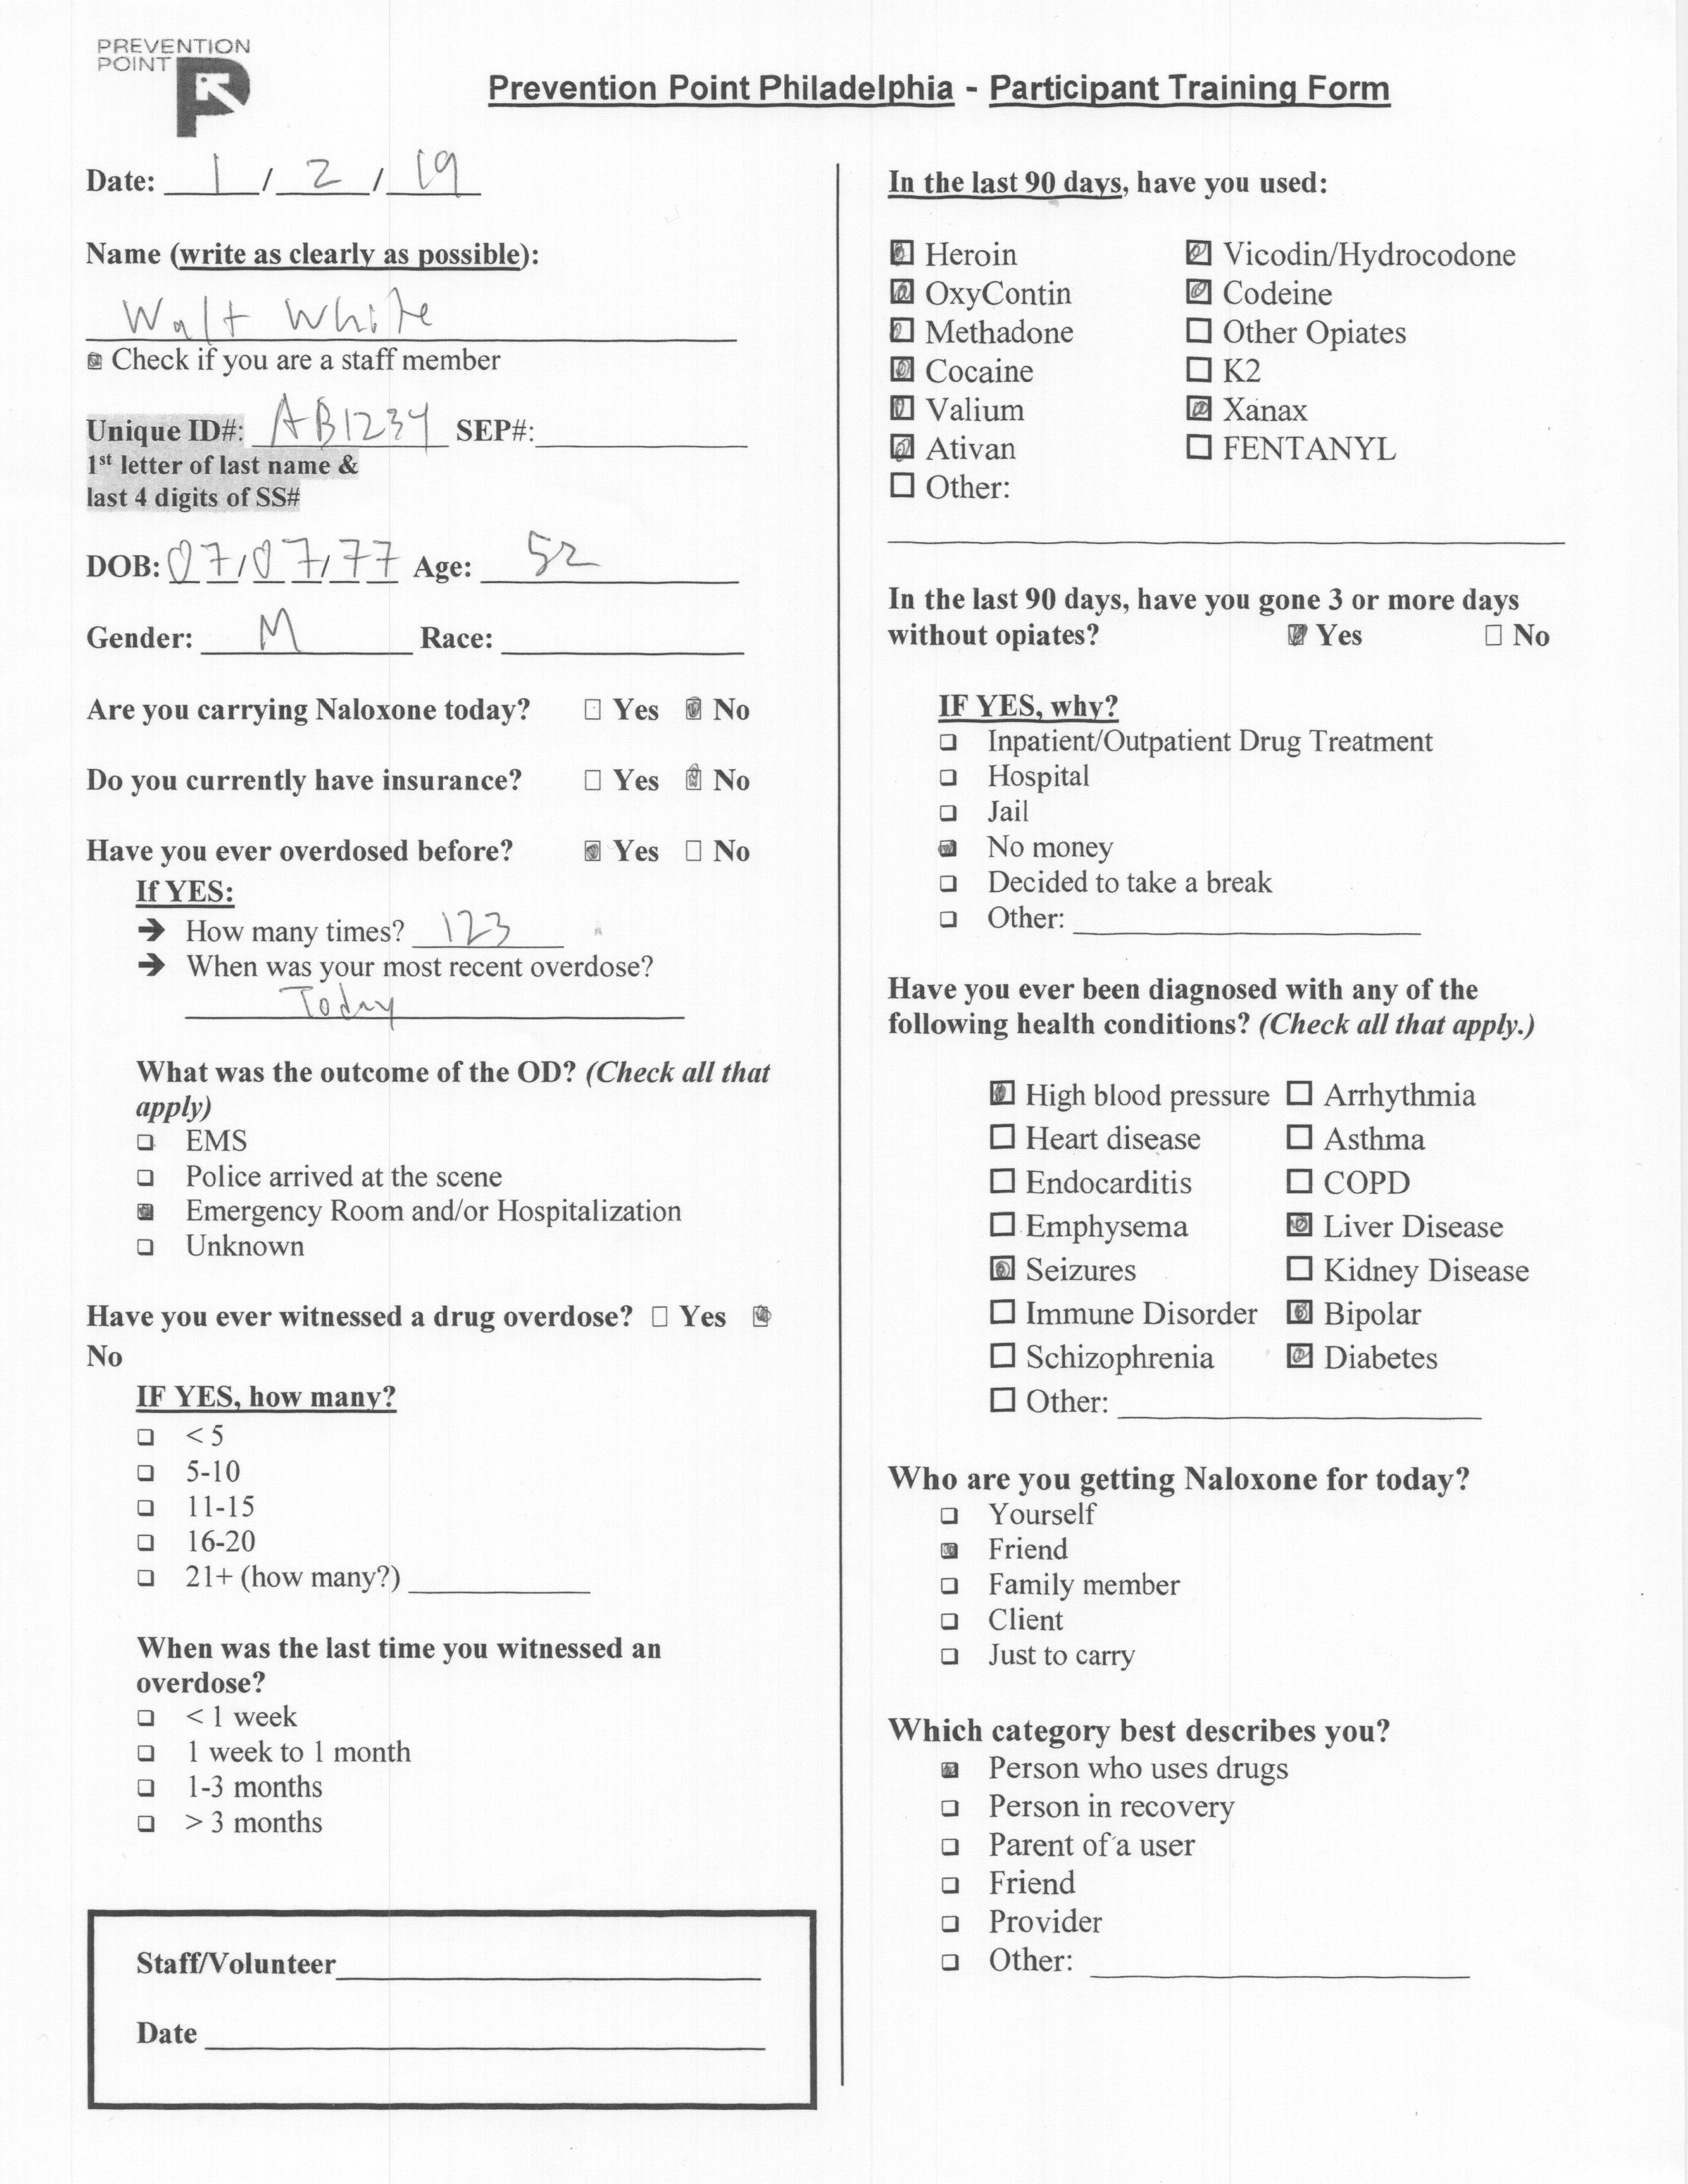 PREVENTION
POINT
Prevention Point Philadelphia - Participant Training Form
Date: 1 / 2 / 19
Name (write as clearly as possible):
Walt White
☒ Check if you are a staff member
Unique ID#: AB1234 SEP#:
1st letter of last name &
last 4 digits of SS#
DOB: 07/07/77 Age: 52
Gender: M Race:
Are you carrying Naloxone today? ☐ Yes ☒ No
Do you currently have insurance? ☐ Yes ☒ No
Have you ever overdosed before? ☒ Yes ☐ No
If YES:
➔ How many times? 123
➔ When was your most recent overdose?
Today
What was the outcome of the OD? (Check all that
apply)
☐ EMS
☐ Police arrived at the scene
☒ Emergency Room and/or Hospitalization
☐ Unknown
Have you ever witnessed a drug overdose? ☐ Yes ☒
No
IF YES, how many?
☐ < 5
☐ 5-10
☐ 11-15
☐ 16-20
☐ 21+ (how many?)
When was the last time you witnessed an
overdose?
☐ < 1 week
☐ 1 week to 1 month
☐ 1-3 months
☐ > 3 months
Staff/Volunteer
Date
In the last 90 days, have you used:
☒ Heroin ☒ Vicodin/Hydrocodone
☒ OxyContin ☒ Codeine
☒ Methadone ☐ Other Opiates
☒ Cocaine ☐ K2
☒ Valium ☒ Xanax
☒ Ativan ☐ FENTANYL
☐ Other:
In the last 90 days, have you gone 3 or more days
without opiates? ☒ Yes ☐ No
IF YES, why?
☐ Inpatient/Outpatient Drug Treatment
☐ Hospital
☐ Jail
☒ No money
☐ Decided to take a break
☐ Other:
Have you ever been diagnosed with any of the
following health conditions? (Check all that apply.)
☒ High blood pressure ☐ Arrhythmia
☐ Heart disease ☐ Asthma
☐ Endocarditis ☐ COPD
☐ Emphysema ☒ Liver Disease
☒ Seizures ☐ Kidney Disease
☐ Immune Disorder ☒ Bipolar
☐ Schizophrenia ☒ Diabetes
☐ Other:
Who are you getting Naloxone for today?
☐ Yourself
☒ Friend
☐ Family member
☐ Client
☐ Just to carry
Which category best describes you?
☒ Person who uses drugs
☐ Person in recovery
☐ Parent of a user
☐ Friend
☐ Provider
☐ Other: